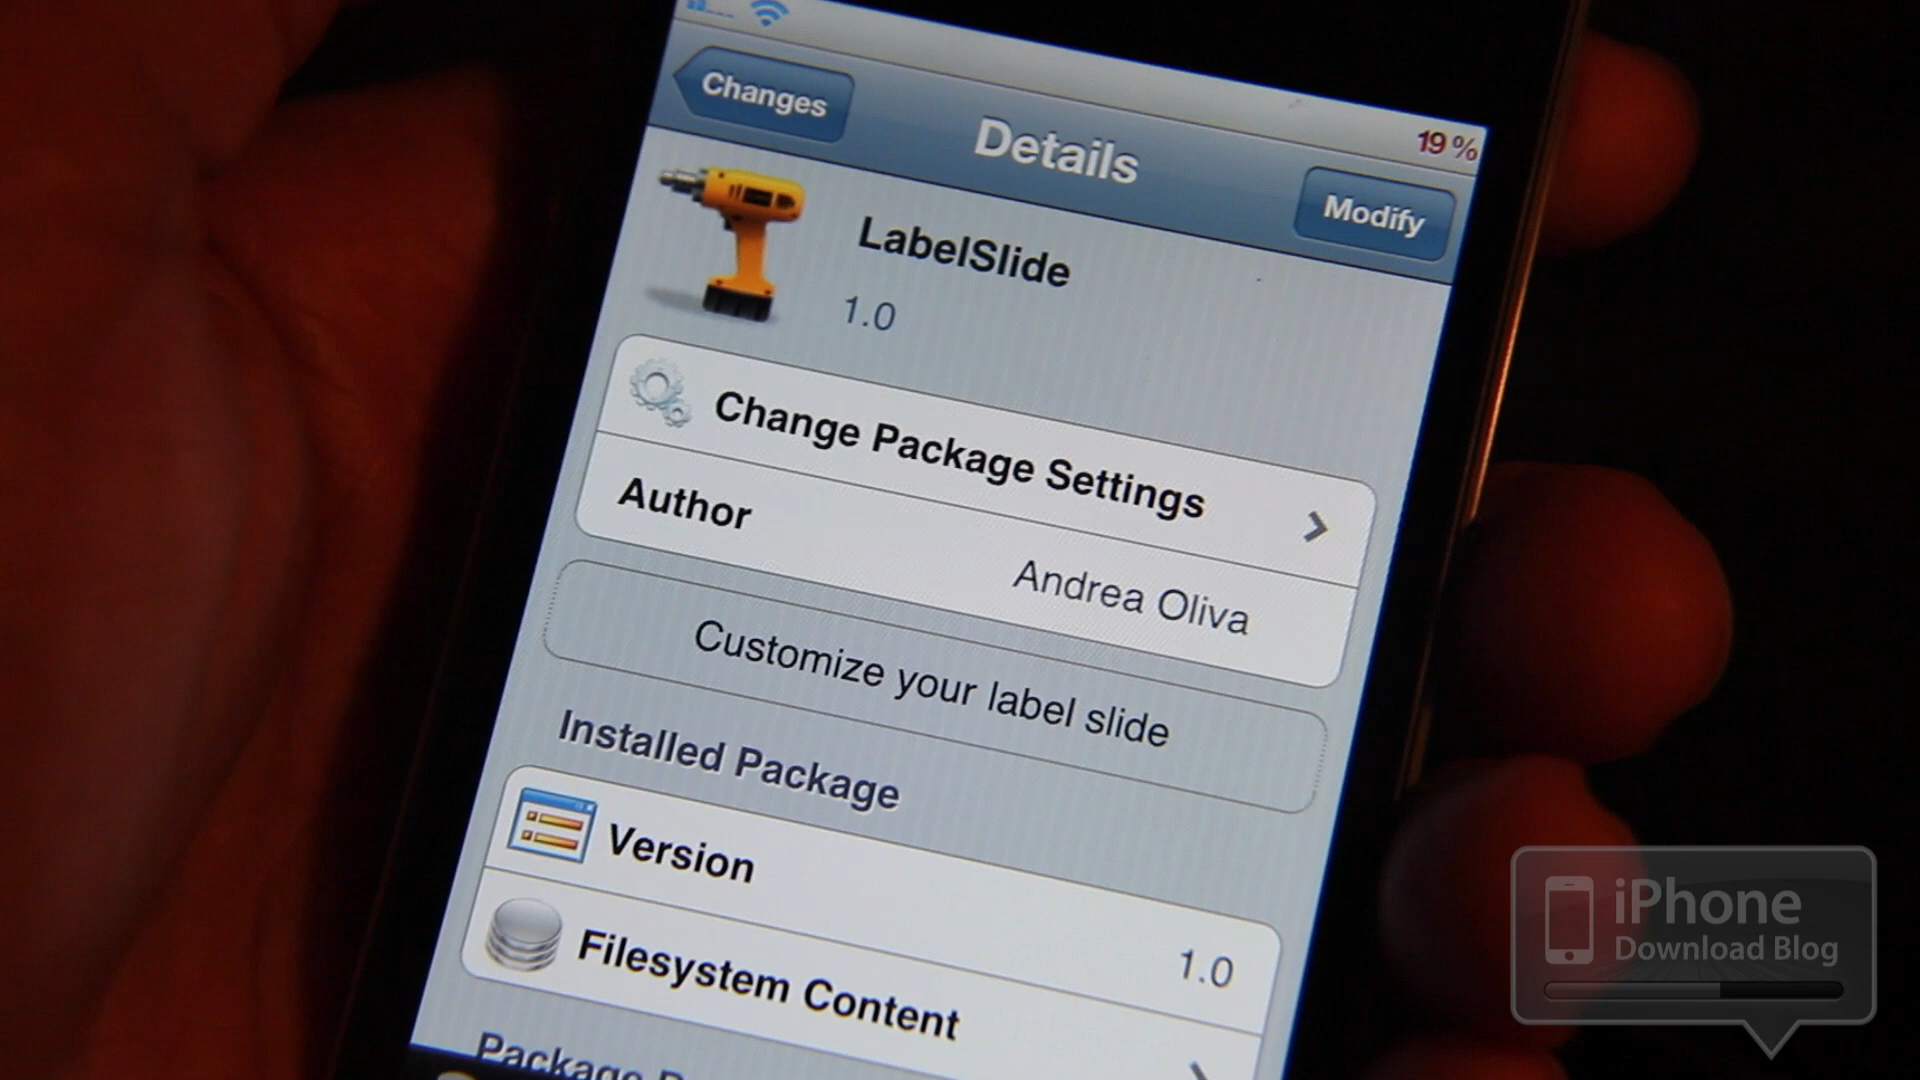 Changes
Details
19 %
Modify
LabelSlide
1.0
Change Package Settings
Author
Andrea Oliva
Customize your label slide
Installed Package
Version
1.0
Filesystem Content
Package
iPhone
Download Blog